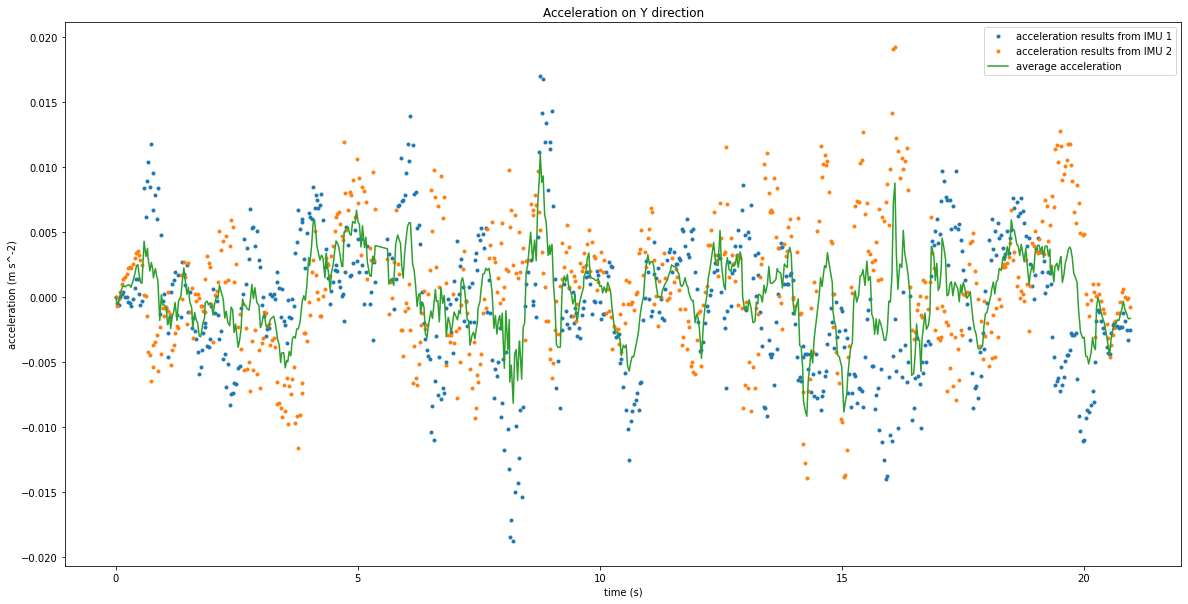 Acceleration on Y direction
acceleration results from IMU 1
acceleration results from IMU 2
average acceleration
acceleration (m s^-2)
0.020
0.015
0.010
0.005
0.000
−0.005
−0.010
−0.015
−0.020
0
5
10
15
20
time (s)